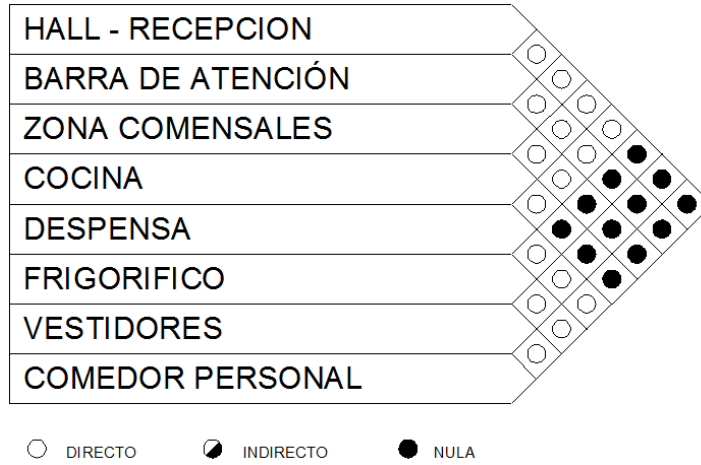 HALL - RECEPCION
BARRA DE ATENCIÓN
ZONA COMENSALES
COCINA
DESPENSA
FRIGORIFICO
VESTIDORES
COMEDOR PERSONAL
DIRECTO INDIRECTO NULA